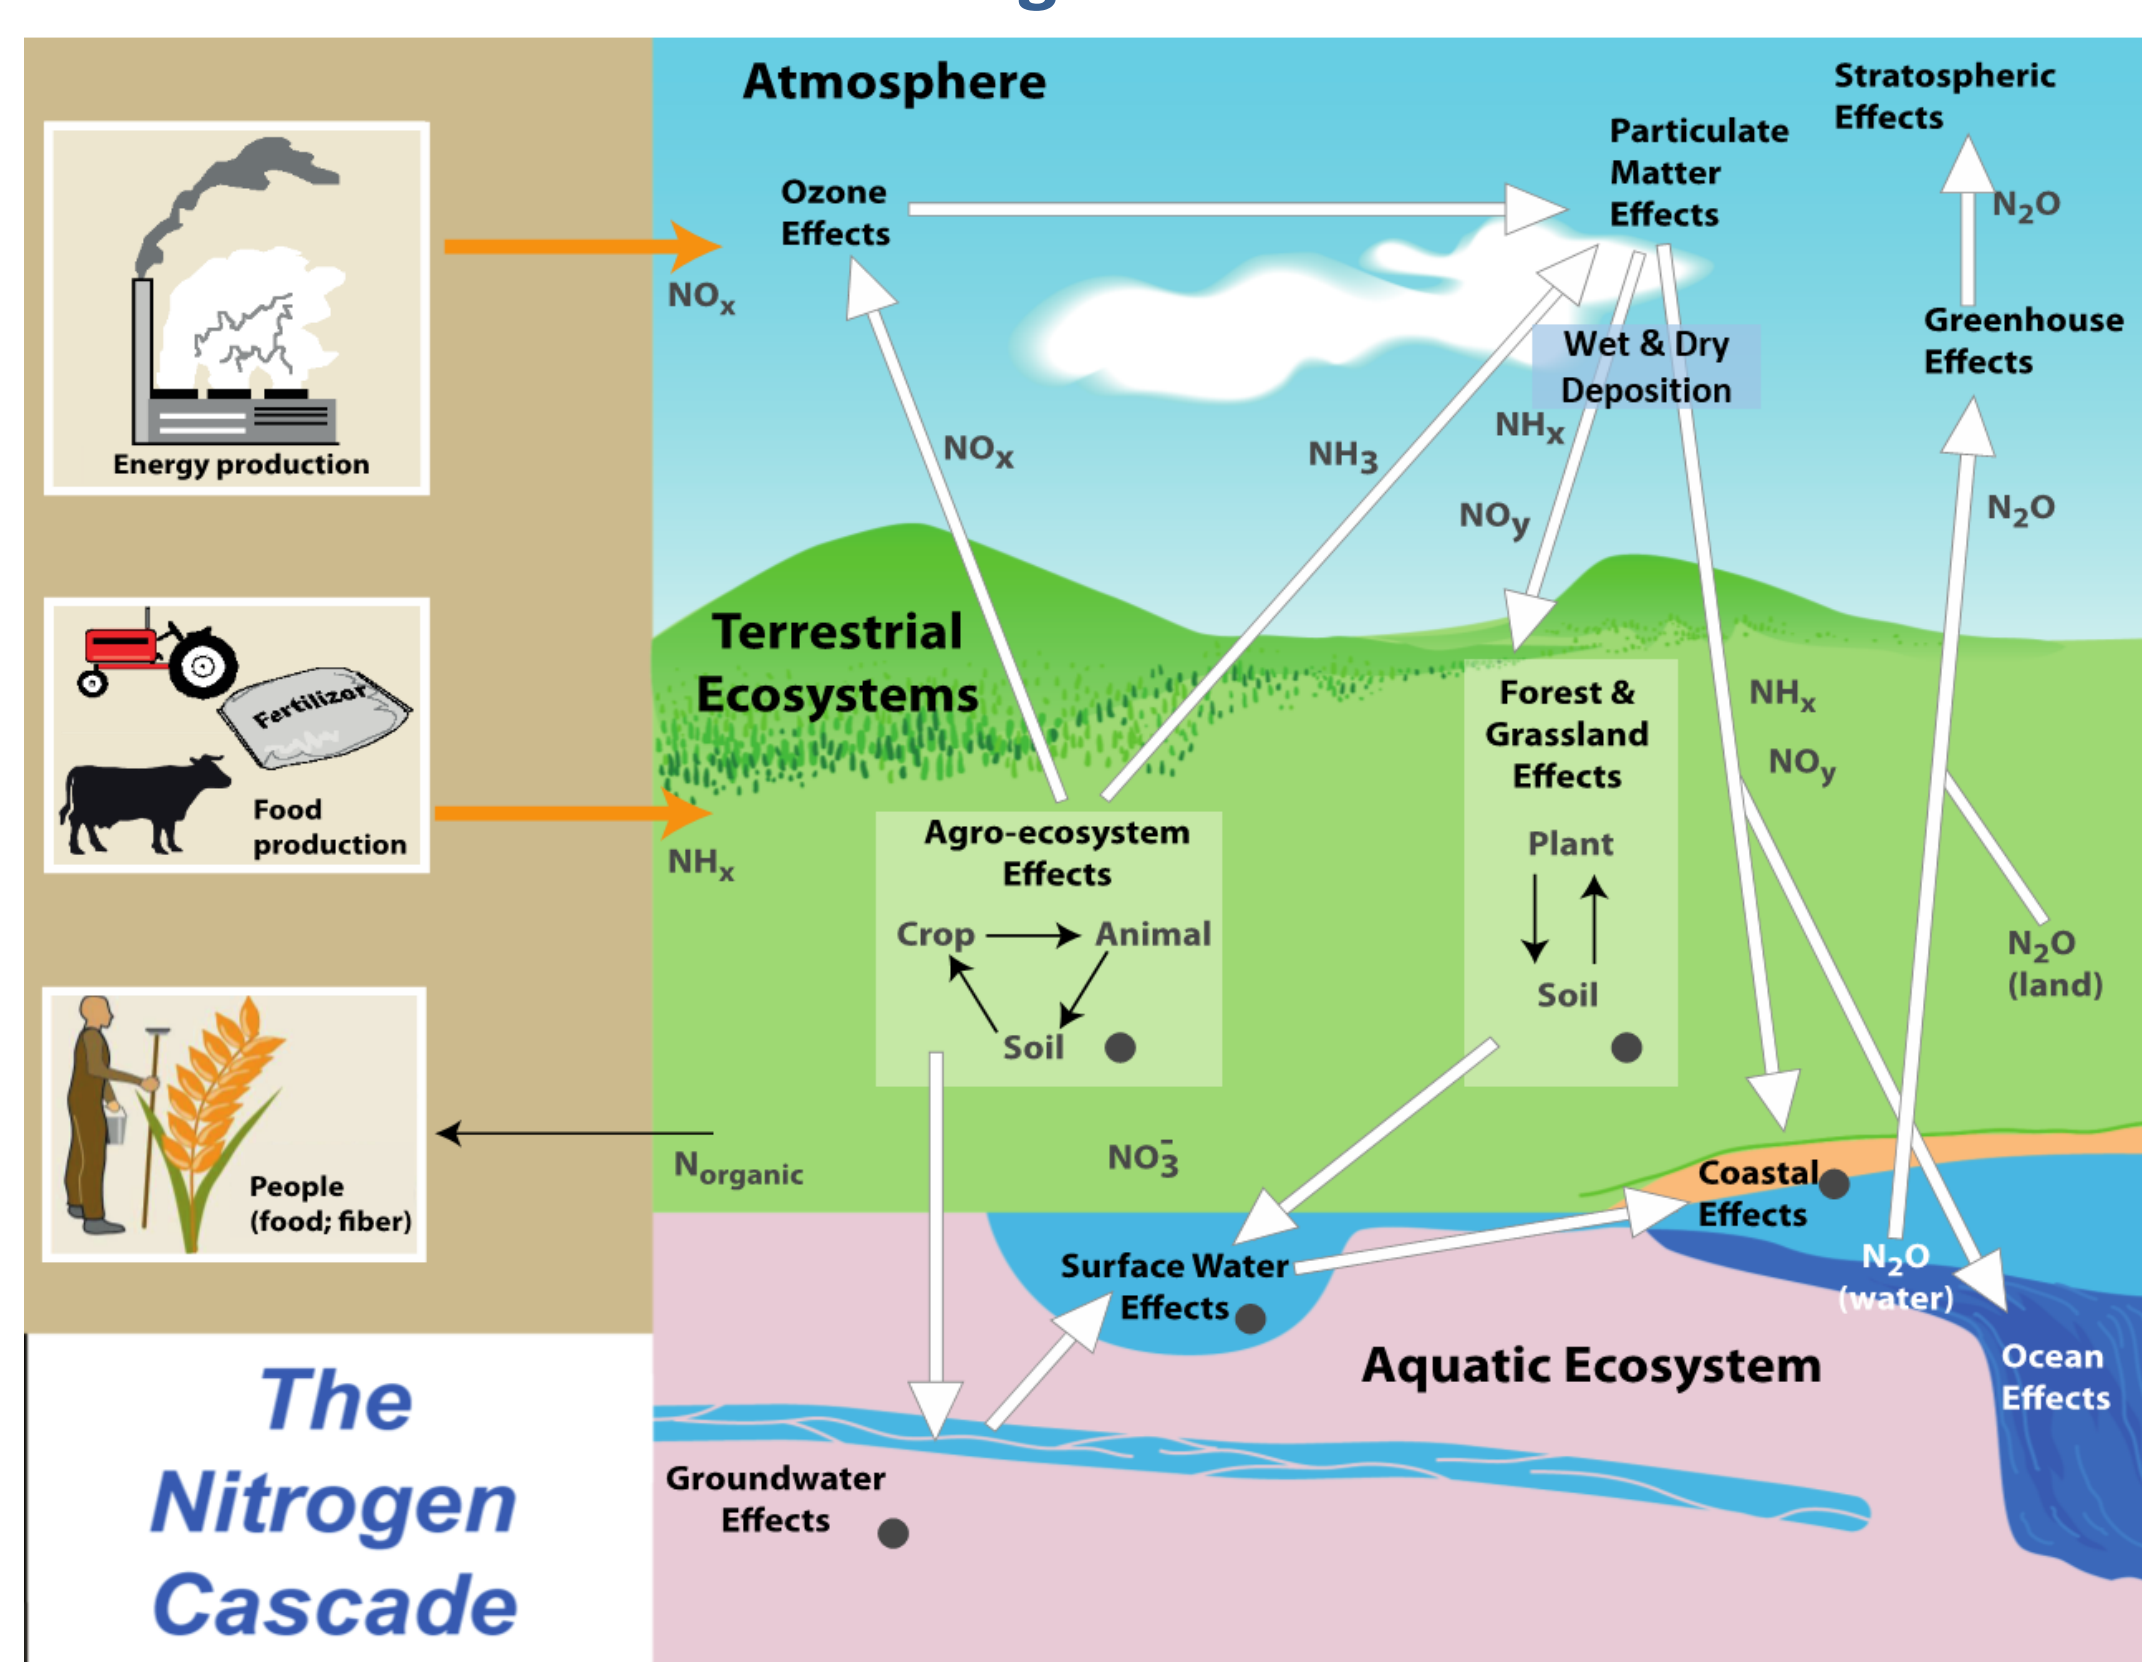 g
Atmosphere
Stratospheric
Effects
Particulate
Matter
Effects
Ozone
Effects
N₂O
NOₓ
Greenhouse
Effects
Wet & Dry
Deposition
NOₓ
NH₃
NHₓ
NOy
N₂O
Energy production
Fertilizer
Food
production
NHₓ
Terrestrial
Ecosystems
Agro-ecosystem
Effects
Crop
Animal
Soil
Forest &
Grassland
Effects
Plant
Soil
NHₓ
NOy
N₂O
(land)
People
(food; fiber)
Norganic
NO₃⁻
Coastal
Effects
Surface Water
Effects
N₂O
(water)
Ocean
Effects
Aquatic Ecosystem
Groundwater
Effects
The
Nitrogen
Cascade